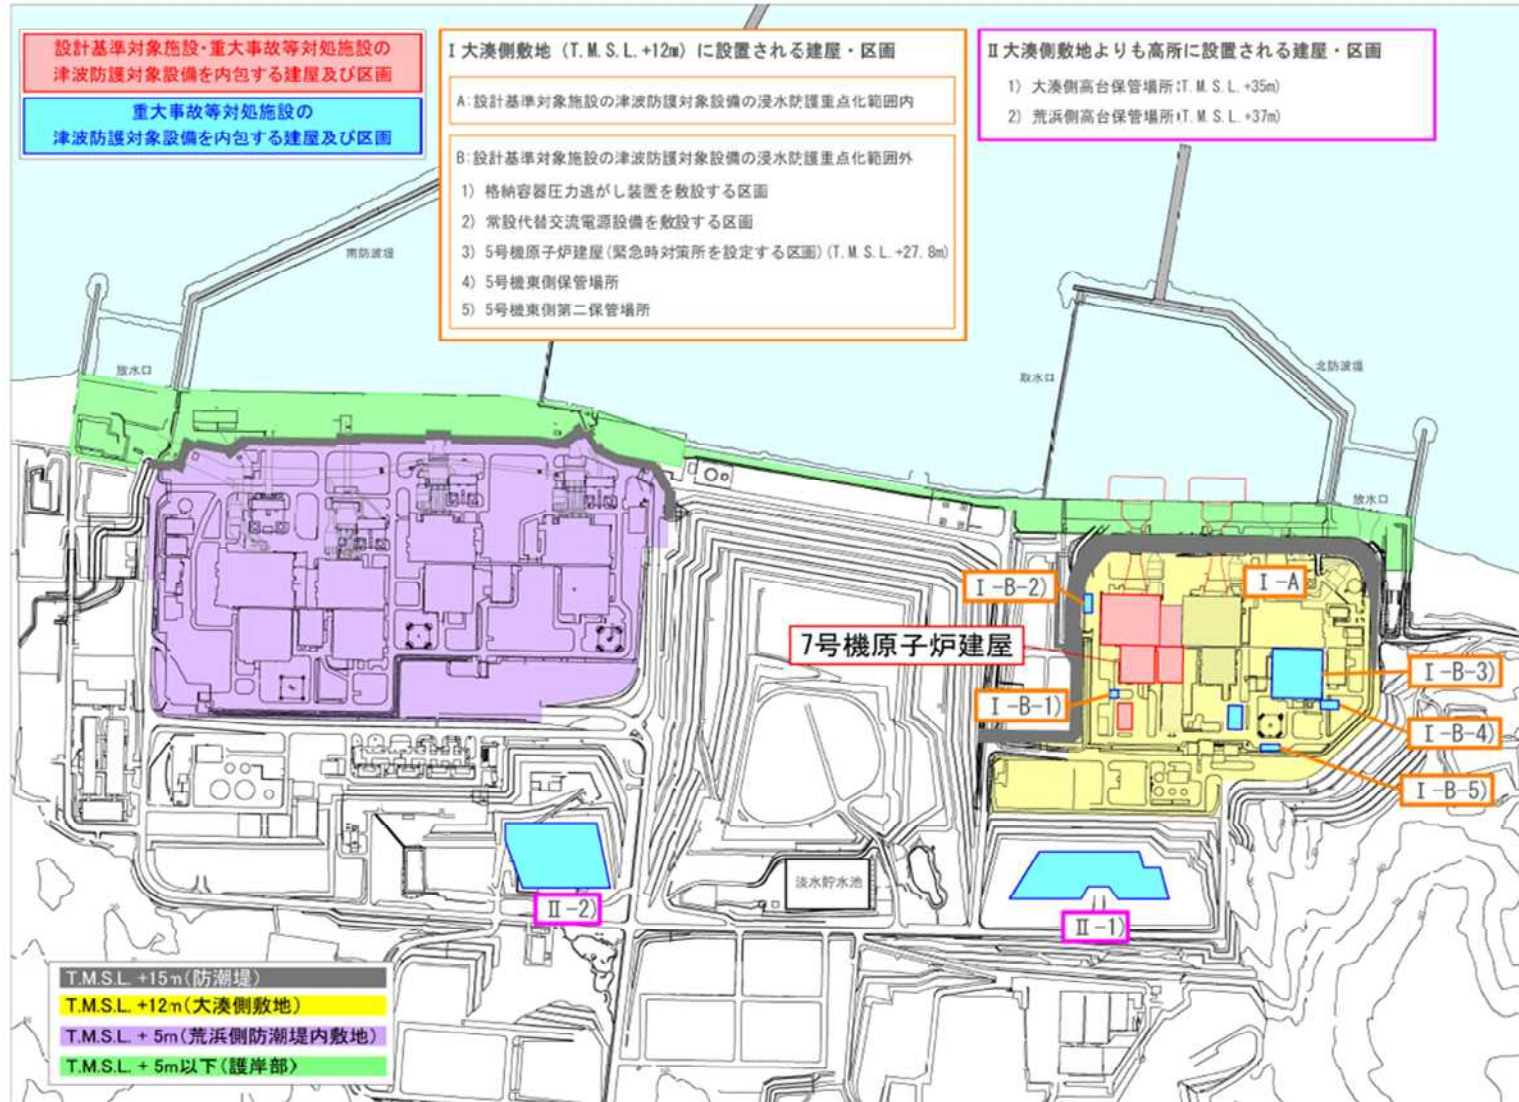 設計基準対象施設・重大事故等対処施設の
津波防護対象設備を内包する建屋及び区画
重大事故等対処施設の
津波防護対象設備を内包する建屋及び区画
Ⅰ 大湊側敷地 (T.M.S.L.+12m) に設置される建屋・区画
A:設計基準対象施設の津波防護対象設備の浸水防護重点化範囲内
B:設計基準対象施設の津波防護対象設備の浸水防護重点化範囲外
1) 格納容器圧力逃がし装置を敷設する区画
2) 常設代替交流電源設備を敷設する区画
3) 5号機原子炉建屋(緊急時対策所を設定する区画)(T.M.S.L.+27.8m)
4) 5号機東側保管場所
5) 5号機東側第二保管場所
Ⅱ 大湊側敷地よりも高所に設置される建屋・区画
1) 大湊側高台保管場所:T.M.S.L.+35m)
2) 荒浜側高台保管場所(T.M.S.L.+37m)
南防波堤
放水口
取水口
北防波堤
放水口
Ⅰ-B-2)
Ⅰ-A
7号機原子炉建屋
Ⅰ-B-1)
Ⅰ-B-3)
Ⅰ-B-4)
Ⅰ-B-5)
淡水貯水池
Ⅱ-2)
Ⅱ-1)
T.M.S.L. +15m(防潮堤)
T.M.S.L. +12m(大湊側敷地)
T.M.S.L. + 5m(荒浜側防潮堤内敷地)
T.M.S.L. + 5m以下(護岸部)